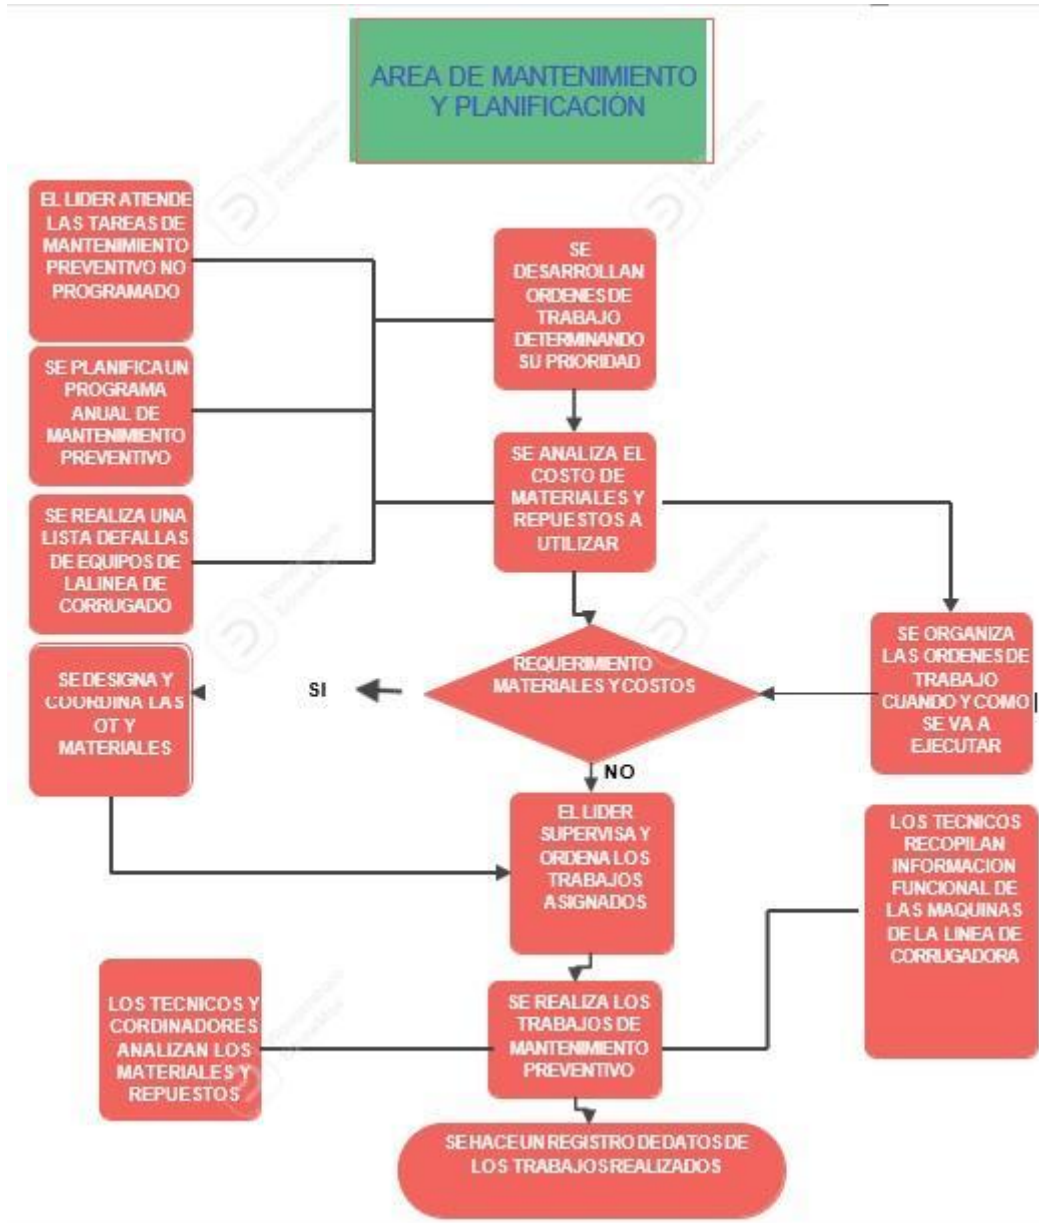 AREA DE MANTENIMIENTO
Y PLANIFICACIÓN
EL LIDER ATIENDE
LAS TAREAS DE
MANTENIMIENTO
PREVENTIVO NO
PROGRAMADO
SE
DESARROLLAN
ORDENES DE
TRABAJO
DETERMINANDO
SU PRIORIDAD
SE PLANIFICA UN
PROGRAMA
ANUAL DE
MANTENIMIENTO
PREVENTIVO
SE ANALIZA EL
COSTO DE
MATERIALES Y
REPUESTOS A
UTILIZAR
SE REALIZA UNA
LISTA DEFALLAS
DE EQUIPOS DE
LALINEA DE
CORRUGADO
SE ORGANIZA
LAS ORDENES DE
TRABAJO
CUANDO Y COMO
SE VA A
EJECUTAR
REQUERIMIENTO
MATERIALES Y COSTOS
SI
SE DESIGNA Y
COORDINA LAS
OT Y
MATERIALES
NO
EL LIDER
SUPERVISA Y
ORDENA LOS
TRABAJOS
ASIGNADOS
LOS TECNICOS
RECOPILAN
INFORMACION
FUNCIONAL DE
LAS MAQUINAS
DE LA LINEA DE
CORRUGADORA
LOS TECNICOS Y
CORDINADORES
ANALIZAN LOS
MATERIALES Y
REPUESTOS
SE REALIZA LOS
TRABAJOS DE
MANTENIMIENTO
PREVENTIVO
SE HACE UN REGISTRO DE DATOS DE
LOS TRABAJOS REALIZADOS